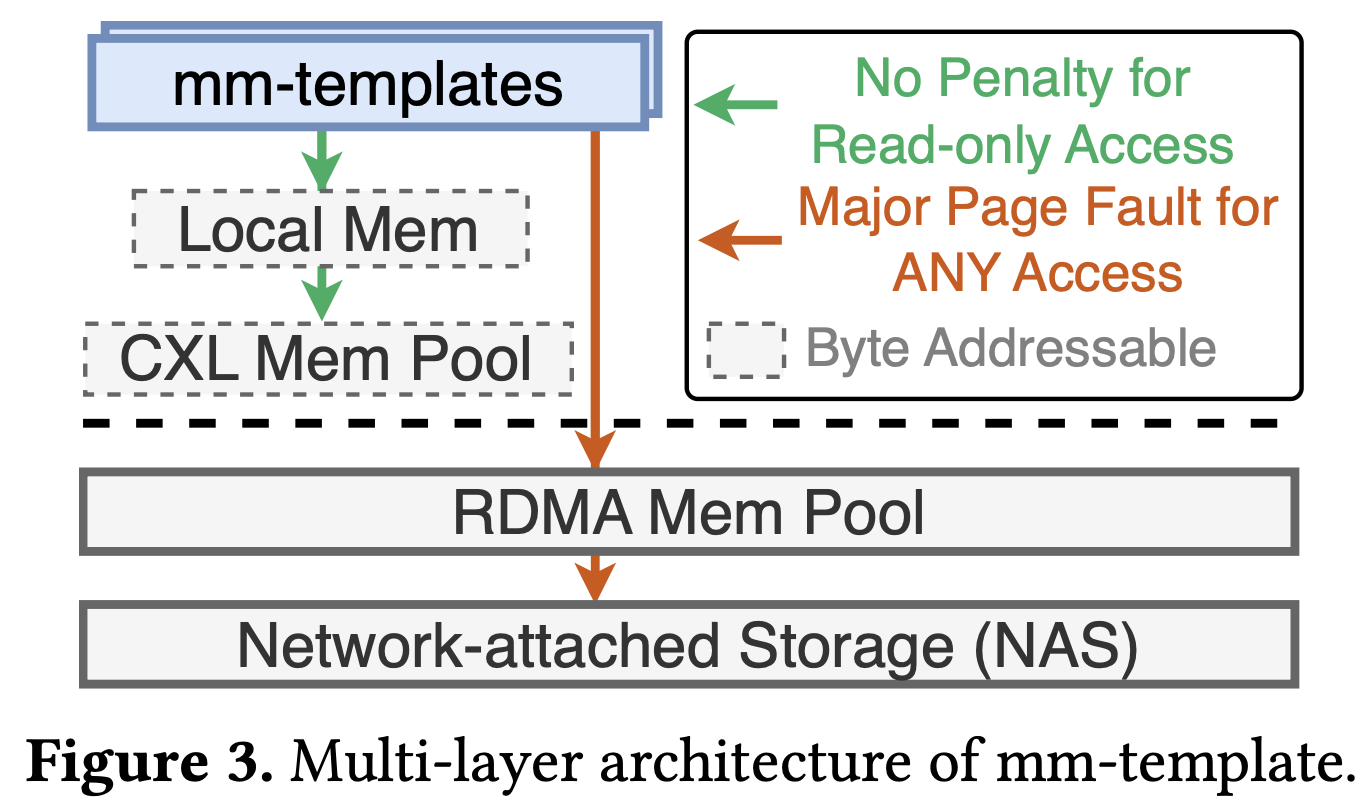 mm-templates
Local Mem
CXL Mem Pool
No Penalty for
Read-only Access
Major Page Fault for
ANY Access
Byte Addressable
RDMA Mem Pool
Network-attached Storage (NAS)
Figure 3. Multi-layer architecture of mm-template.